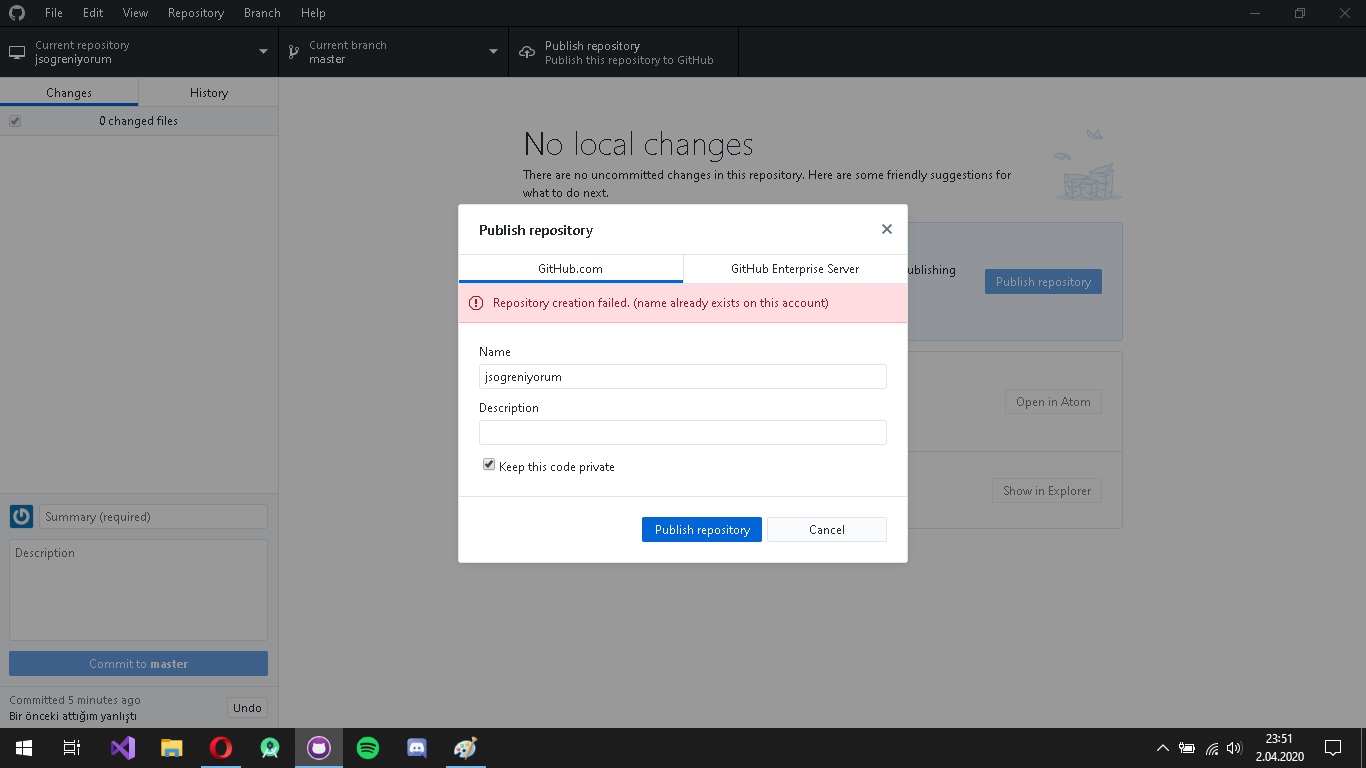 File Edit View Repository Branch Help
Current repository
jsogreniyorum
Current branch
master
Publish repository
Publish this repository to GitHub
Changes History
0 changed files
No local changes
There are no uncommitted changes in this repository. Here are some friendly suggestions for
what to do next.
Publish repository
GitHub.com GitHub Enterprise Server
ublishing
Publish repository
Repository creation failed. (name already exists on this account)
Name
jsogreniyorum
Description
Keep this code private
Publish repository Cancel
Open in Atom
Show in Explorer
Summary (required)
Description
Commit to master
Committed 5 minutes ago
Bir önceki attığım yanlıştı
Undo
23:51
2.04.2020